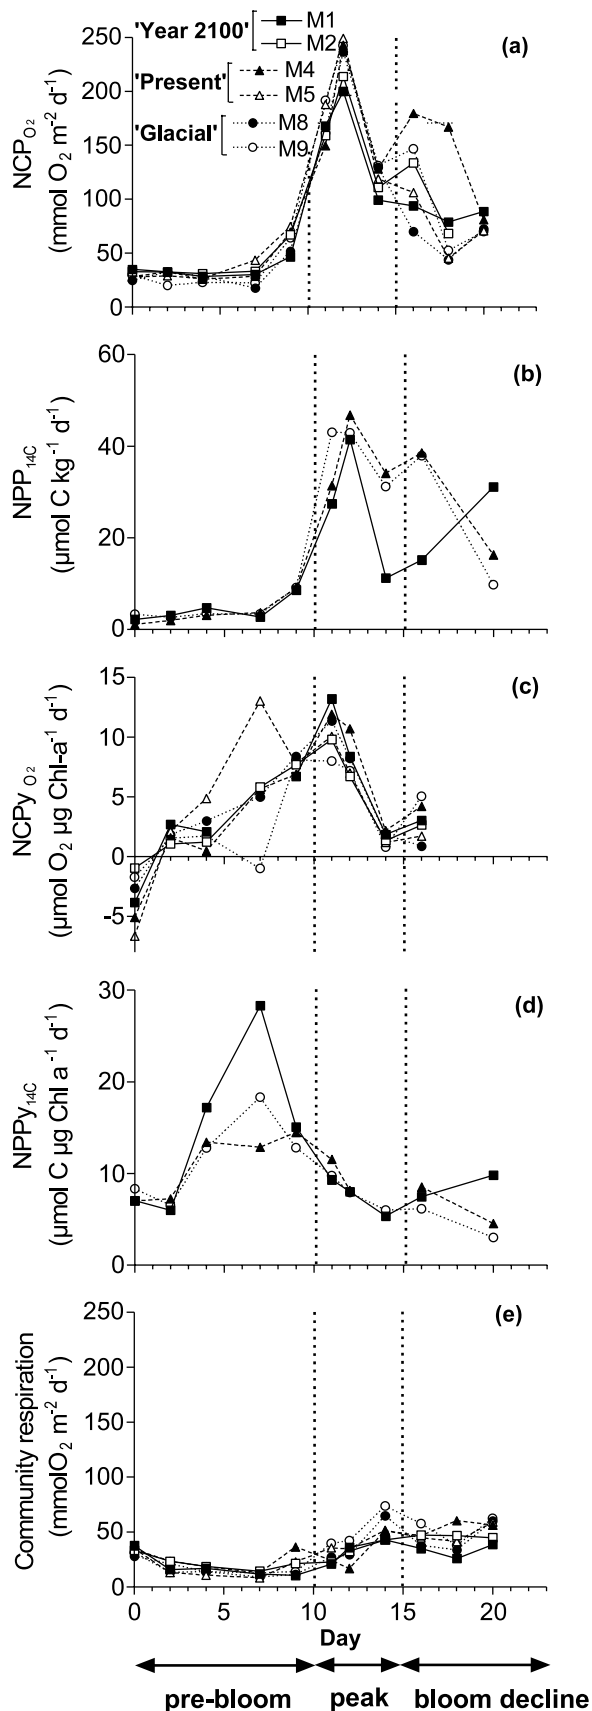 'Year 2100' M1
M2
'Present' M4
M5
'Glacial' M8
M9
(a)
NCP O2
(mmol O2 m-2 d-1)
250
200
150
100
50
0
(b)
NPP14C
(µmol C kg-1 d-1)
60
40
20
0
(c)
NCPy O2
(µmol O2 µg Chl-a-1 d-1)
15
10
5
0
-5
(d)
NPPy14C
(µmol C µg Chl a -1 d-1)
30
20
10
0
(e)
Community respiration
(mmolO2 m-2 d-1)
250
200
150
100
50
0
0 5 10 15 20
Day
pre-bloom peak bloom decline